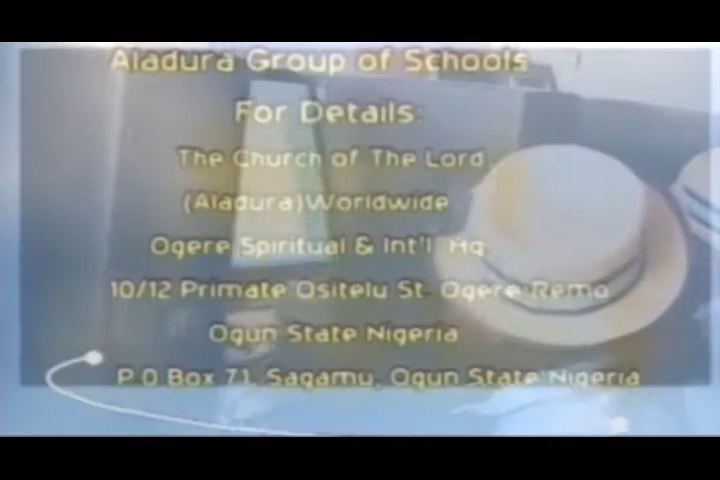 Aladura Group of Schools
For Details:
The Church of The Lord
(Aladura)Worldwide
Ogere Spiritual & Int'l Hq
10/12 Primate Ositelu St. Ogere-Remo
Ogun State Nigeria
P.O Box 71, Sagamu, Ogun State Nigeria